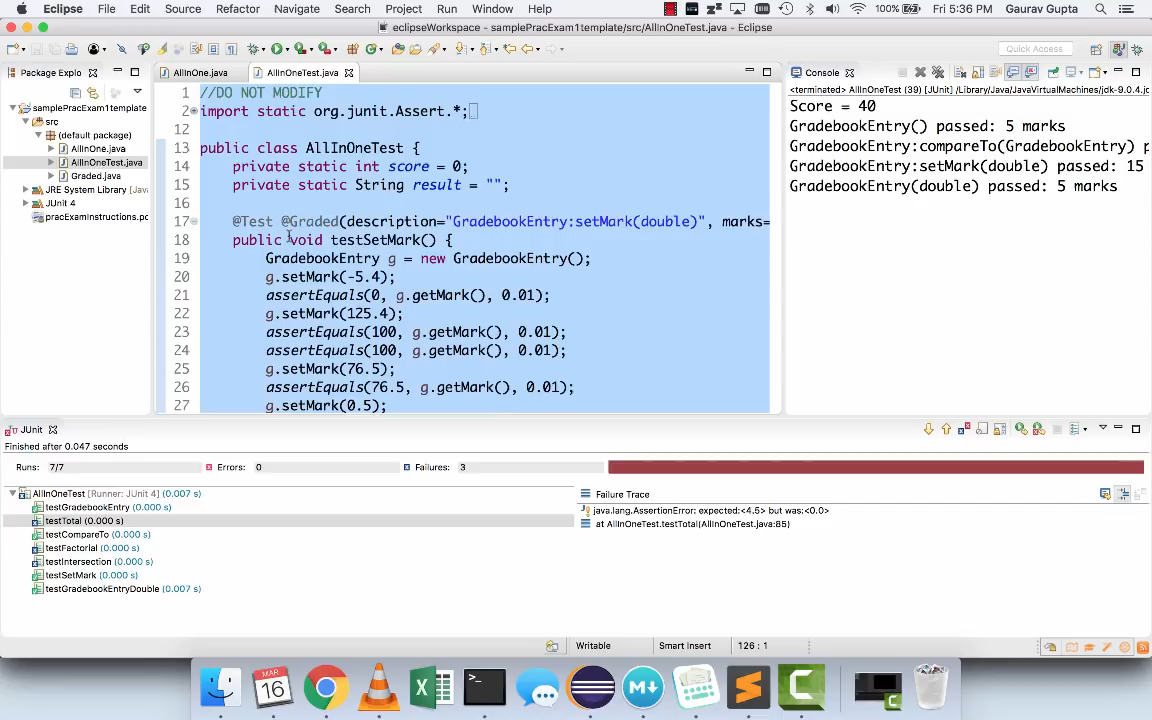 Eclipse File Edit Source Refactor Navigate Search Project Run Window Help 100% Fri 5:36 PM Gaurav Gupta
eclipseWorkspace - samplePracExam1template/src/AllInOneTest.java - Eclipse
Quick Access
Package Explo
samplePracExam1template
src
(default package)
AllInOne.java
AllInOneTest.java
Graded.java
JRE System Library [JavaSE-
JUnit 4
pracExamInstructions.pc
AllInOne.java AllInOneTest.java
1 //DO NOT MODIFY
2 import static org.junit.Assert.*;
12
13 public class AllInOneTest {
14 private static int score = 0;
15 private static String result = "";
16
17 @Test @Graded(description="GradebookEntry:setMark(double)", marks=
18 public void testSetMark() {
19 GradebookEntry g = new GradebookEntry();
20 g.setMark(-5.4);
21 assertEquals(0, g.getMark(), 0.01);
22 g.setMark(125.4);
23 assertEquals(100, g.getMark(), 0.01);
24 assertEquals(100, g.getMark(), 0.01);
25 g.setMark(76.5);
26 assertEquals(76.5, g.getMark(), 0.01);
27 g.setMark(0.5);
Console
<terminated> AllInOneTest (39) [JUnit] /Library/Java/JavaVirtualMachines/jdk-9.0.4.j
Score = 40
GradebookEntry() passed: 5 marks
GradebookEntry:compareTo(GradebookEntry) p
GradebookEntry:setMark(double) passed: 15
GradebookEntry(double) passed: 5 marks
JUnit
Finished after 0.047 seconds
Runs: 7/7 Errors: 0 Failures: 3
AllInOneTest [Runner: JUnit 4] (0.007 s)
testGradebookEntry (0.000 s)
testTotal (0.000 s)
testCompareTo (0.000 s)
testFactorial (0.000 s)
testIntersection (0.000 s)
testSetMark (0.000 s)
testGradebookEntryDouble (0.007 s)
Failure Trace
java.lang.AssertionError: expected:<4.5> but was:<0.0>
at AllInOneTest.testTotal(AllInOneTest.java:85)
Writable Smart Insert 126 : 1
MAR
16